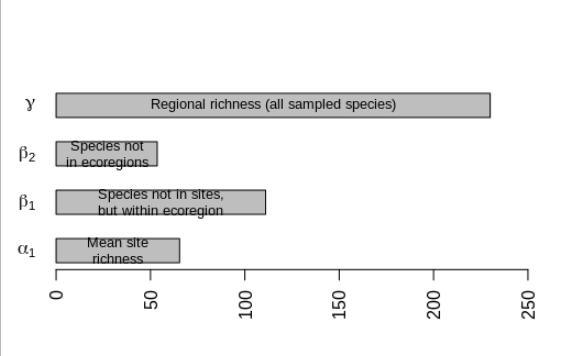 γ
Regional richness (all sampled species)
β2
Species not
in ecoregions
β1
Species not in sites,
but within ecoregion
α1
Mean site
richness
0
50
100
150
200
250